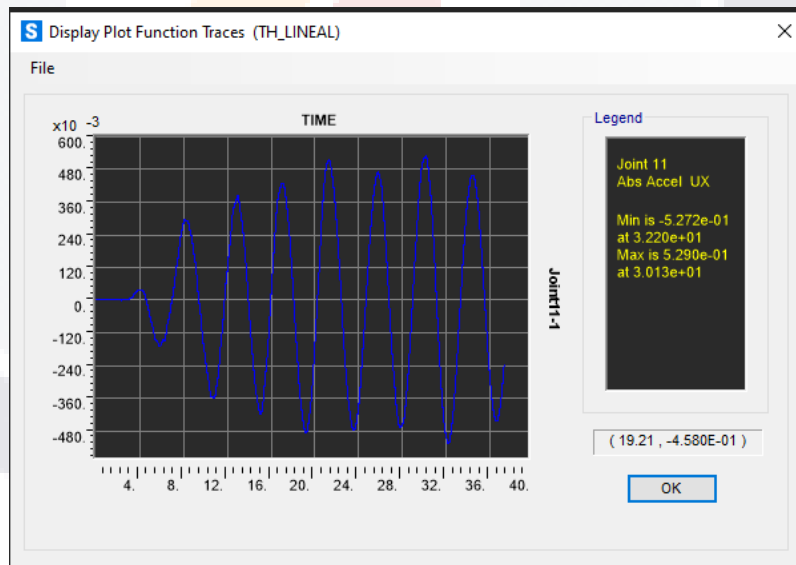 S Display Plot Function Traces (TH_LINEAL)
File
x10 -3
TIME
600.
480.
360.
240.
120.
0.
-120.
-240.
-360.
-480.
4. 8. 12. 16. 20. 24. 28. 32. 36. 40.
Joint11-1
Legend
Joint 11
Abs Accel UX
Min is -5.272e-01
at 3.220e+01
Max is 5.290e-01
at 3.013e+01
( 19.21 , -4.580E-01 )
OK